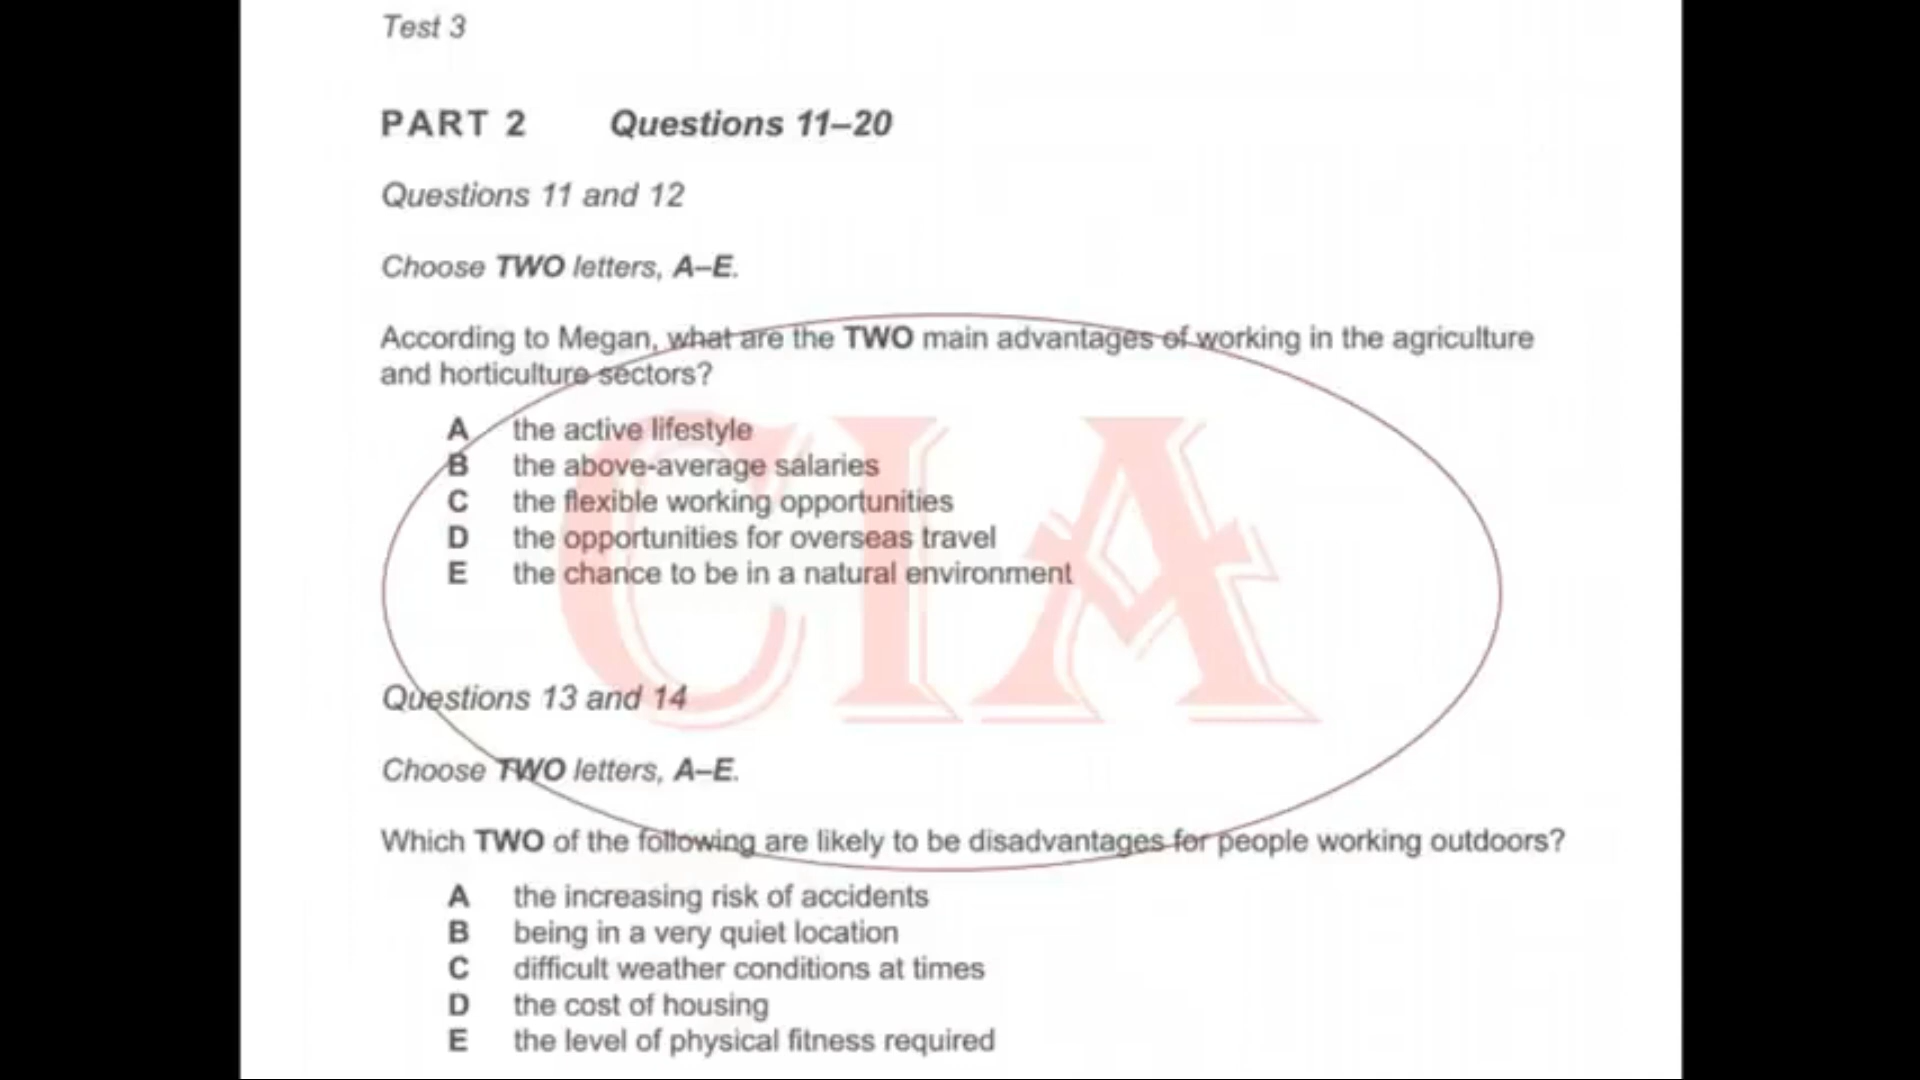 Test 3
PART 2 Questions 11–20
Questions 11 and 12
Choose TWO letters, A–E.
According to Megan, what are the TWO main advantages of working in the agriculture
and horticulture sectors?
A the active lifestyle
B the above-average salaries
C the flexible working opportunities
D the opportunities for overseas travel
E the chance to be in a natural environment
CIA
Questions 13 and 14
Choose TWO letters, A–E.
Which TWO of the following are likely to be disadvantages for people working outdoors?
A the increasing risk of accidents
B being in a very quiet location
C difficult weather conditions at times
D the cost of housing
E the level of physical fitness required